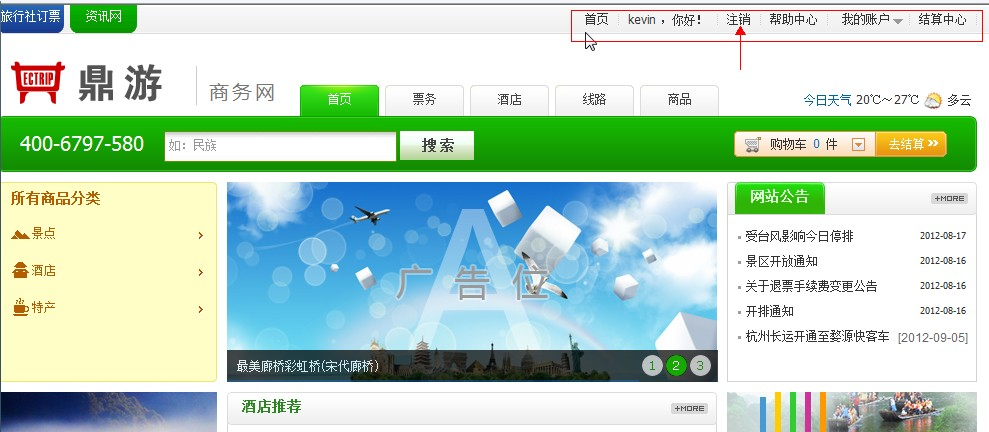 旅行社订票 资讯网 首页 kevin ，你好！ 注销 帮助中心 我的账户 结算中心
ECTRIP 鼎游 商务网 首页 票务 酒店 线路 商品 今日天气 20℃～27℃ 多云
400-6797-580 如：民族 搜索 购物车 0 件 去结算
所有商品分类
景点
酒店
特产
A
广告位
最美廊桥彩虹桥(宋代廊桥) 1 2 3
网站公告 +MORE
受台风影响今日停排 2012-08-17
景区开放通知 2012-08-16
关于退票手续费变更公告 2012-08-16
开排通知 2012-08-16
杭州长运开通至婺源快客车 [2012-09-05]
酒店推荐 +MORE